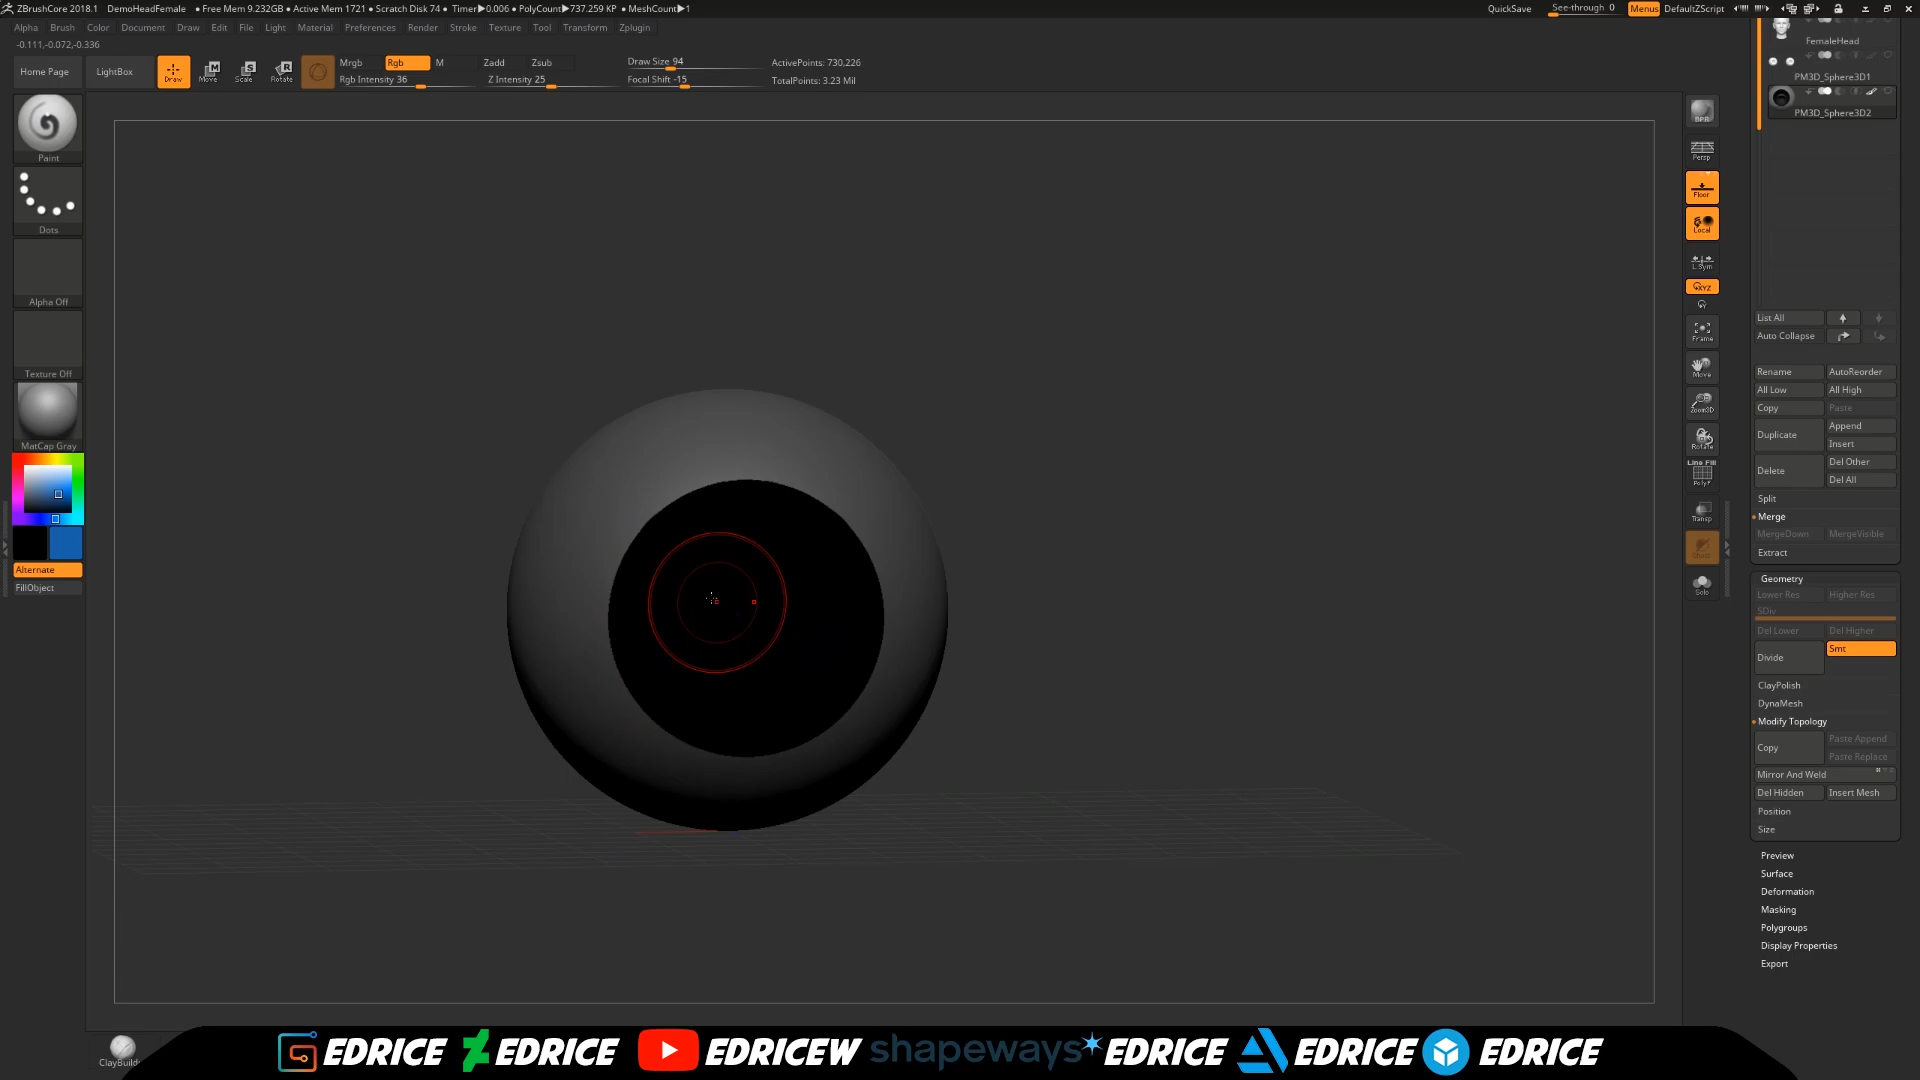 ZBrushCore 2018.1 DemoHeadFemale • Free Mem 9.232GB • Active Mem 1721 • Scratch Disk 74 • Timer▶0.006 • PolyCount▶737.259 KP • MeshCount▶1 QuickSave See-through 0 Menus DefaultZScript
Alpha Brush Color Document Draw Edit File Light Material Preferences Render Stroke Texture Tool Transform Zplugin
-0.111,-0.072,-0.336
Home Page LightBox Draw Move Scale Rotate
Mrgb Rgb M Zadd Zsub
Rgb Intensity 36 Z Intensity 25
Draw Size 94
Focal Shift -15
ActivePoints: 730,226
TotalPoints: 3.23 Mil
Paint
Dots
Alpha Off
Texture Off
MatCap Gray
Alternate
FillObject
ClayBuild
BPR
Persp
Floor
Local
L.Sym
XYZ
Y
Frame
Move
Zoom3D
Rotate
Line Fill
PolyF
Transp
Solo
FemaleHead
PM3D_Sphere3D1
PM3D_Sphere3D2
List All
Auto Collapse
Rename AutoReorder
All Low All High
Copy Paste
Duplicate Append
Insert
Delete Del Other
Del All
Split
Merge
MergeDown MergeVisible
Extract
Geometry
Lower Res Higher Res
SDiv
Del Lower Del Higher
Divide Smt
ClayPolish
DynaMesh
Modify Topology
Copy Paste Append
Paste Replace
Mirror And Weld
Del Hidden Insert Mesh
Position
Size
Preview
Surface
Deformation
Masking
Polygroups
Display Properties
Export
EDRICE EDRICE EDRICEW shapeways* EDRICE EDRICE EDRICE